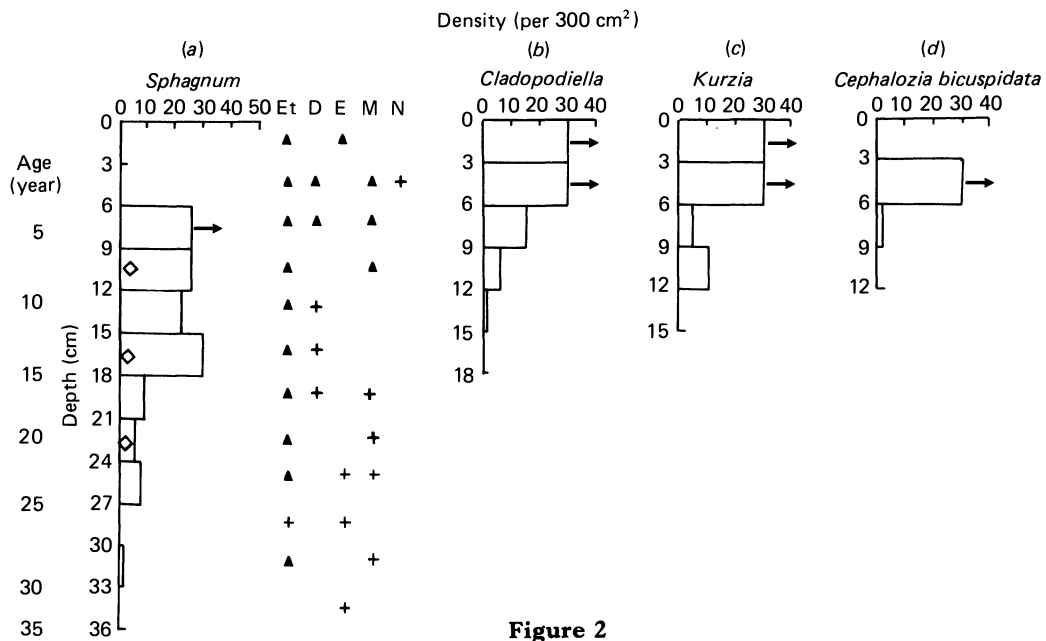 Density (per 300 cm²)
(a)
Sphagnum
0 10 20 30 40 50 Et D E M N
(b)
Cladopodiella
0 10 20 30 40
(c)
Kurzia
0 10 20 30 40
(d)
Cephalozia bicuspidata
0 10 20 30 40
Age
(year)
5
10
15
20
25
30
35
Depth (cm)
0
3
6
9
12
15
18
21
24
27
30
33
36
0
3
6
9
12
15
18
0
3
6
9
12
15
0
3
6
9
12
Figure 2